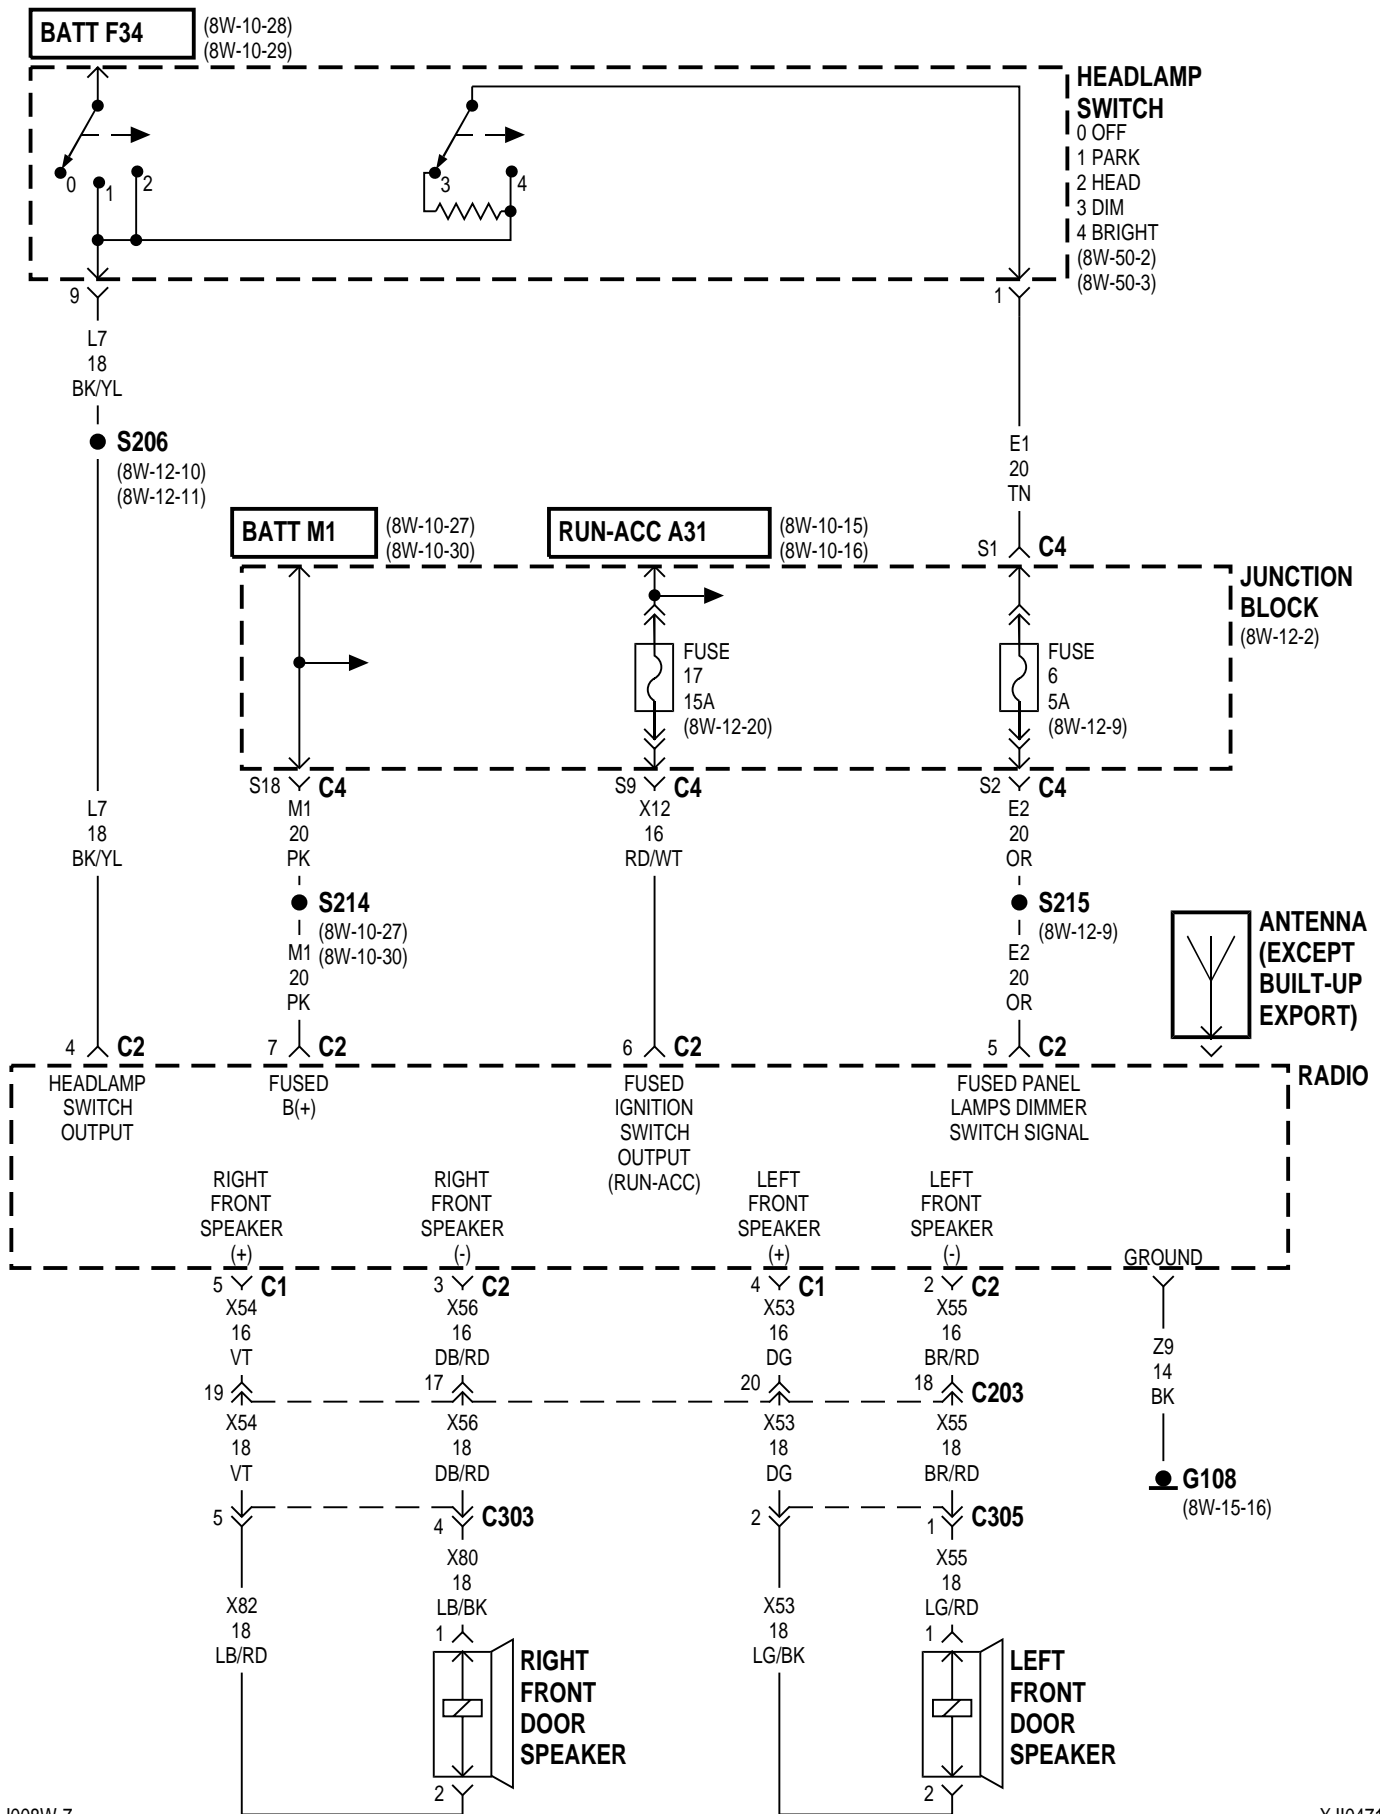 BATT F34
(8W-10-28)
(8W-10-29)
HEADLAMP
SWITCH
0 OFF
1 PARK
2 HEAD
3 DIM
4 BRIGHT
(8W-50-2)
(8W-50-3)
0
1
2
3
4
9
1
L7
18
BK/YL
S206
(8W-12-10)
(8W-12-11)
E1
20
TN
BATT M1
(8W-10-27)
(8W-10-30)
RUN-ACC A31
(8W-10-15)
(8W-10-16)
S1
C4
JUNCTION
BLOCK
(8W-12-2)
FUSE
17
15A
(8W-12-20)
FUSE
6
5A
(8W-12-9)
S18
C4
S9
C4
S2
C4
L7
18
BK/YL
M1
20
PK
X12
16
RD/WT
E2
20
OR
S214
(8W-10-27)
(8W-10-30)
S215
(8W-12-9)
M1
20
PK
E2
20
OR
ANTENNA
(EXCEPT
BUILT-UP
EXPORT)
4
C2
7
C2
6
C2
5
C2
RADIO
HEADLAMP
SWITCH
OUTPUT
FUSED
B(+)
FUSED
IGNITION
SWITCH
OUTPUT
(RUN-ACC)
FUSED PANEL
LAMPS DIMMER
SWITCH SIGNAL
RIGHT
FRONT
SPEAKER
(+)
RIGHT
FRONT
SPEAKER
(-)
LEFT
FRONT
SPEAKER
(+)
LEFT
FRONT
SPEAKER
(-)
GROUND
5
C1
3
C2
4
C1
2
C2
X54
16
VT
X56
16
DB/RD
X53
16
DG
X55
16
BR/RD
Z9
14
BK
19
17
20
18
C203
X54
18
VT
X56
18
DB/RD
X53
18
DG
X55
18
BR/RD
G108
(8W-15-16)
5
4
C303
2
1
C305
X82
18
LB/RD
X80
18
LB/BK
X53
18
LG/BK
X55
18
LG/RD
1
RIGHT
FRONT
DOOR
SPEAKER
2
1
LEFT
FRONT
DOOR
SPEAKER
2